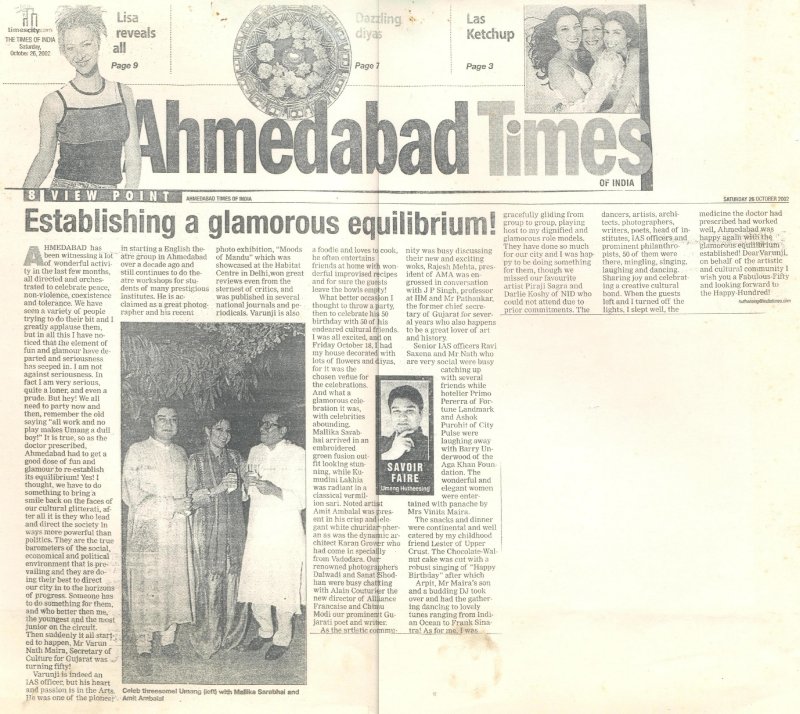 timescity.com
THE TIMES OF INDIA
Saturday,
October 26, 2002
Lisa
reveals
all
Page 9
Dazzling
diyas
Page 7
Las
Ketchup
Page 3
Ahmedabad Times
OF INDIA
8 VIEW POINT
AHMEDABAD TIMES OF INDIA
SATURDAY 26 OCTOBER 2002
Establishing a glamorous equilibrium!
AHMEDABAD has
been witnessing a lot
of wonderful activi-
ty in the last few months,
all directed and orches-
trated to celebrate peace,
non-violence, coexistence
and tolerance. We have
seen a variety of people
trying to do their bit and I
greatly applaue them,
but in all this I have no-
ticed that the element of
fun and glamour have de-
parted and seriousness
has seeped in. I am not
against seriousness. In
fact I am very serious,
quite a loner, and even a
prude. But hey! We all
need to party now and
then, remember the old
saying "all work and no
play makes Umang a dull
boy!" It is true, so as the
doctor prescribed,
Ahmedabad had to get a
good dose of fun and
glamour to re-establish
its equilibrium! Yes! I
thought, we have to do
something to bring a
smile back on the faces of
our cultural glitterati, af-
ter all it is they who lead
and direct the society in
ways more powerful than
politics. They are the true
barometers of the social,
economical and political
environment that is pre-
vailing and they are do-
ing their best to direct
our city in to the horizons
of progress. Someone has
to do something for them,
and who better then me,
the youngest and the most
junior on the circuit.
Then suddenly it all start-
ed to happen, Mr Varun
Nath Maira, Secretary of
Culture for Gujarat was
turning fifty!
Varunji is indeed an
IAS officer, but his heart
and passion is in the Arts.
He was one of the pioneer
in starting a English the-
atre group in Ahmedabad
over a decade ago and
still continues to do the-
atre workshops for stu-
dents of many prestigious
institutes. He is ac-
claimed as a great photog-
rapher and his recent
photo exhibition, "Moods
of Mandu" which was
showcased at the Habitat
Centre in Delhi, won great
reviews even from the
sternest of critics, and
was published in several
national journals and pe-
riodicals. Varunji is also
Celeb threesome! Umang (left) with Mallika Sarabhai and
Amit Ambalal
a foodie and loves to cook,
he often entertains
friends at home with won-
derful improvised recipes
and for sure the guests
leave the bowls empty!
What better occasion I
thought to throw a party
then to celebrate his 50
birthday with 50 of his
endeared cultural friends.
I was all excited, and on
Friday October 18, I had
my house decorated with
lots of flowers and diyas,
for it was the
chosen venue for
the celebrations.
And what a
glamorous cele-
bration it was,
with celebrities
abounding.
Mallika Sarab-
hai arrived in an
embroidered
green fusion out-
fit looking stun-
ning, while Ku-
mudini Lakhia
was radiant in a
classical vermil-
ion sari. Noted artist
Amit Ambalal was pres-
ent in his crisp and ele-
gant white churidar-pher-
an as was the dynamic ar-
chitect Karan Grover who
had come in specially
from Vadodara. Our
renowned photographers
Dalwadi and Sanat Shod-
han were busy chatting
with Alain Couturier the
new director of Alliance
Francaise and Chinu
Modi our prominent Gu-
jarati poet and writer.
As the artistic commu-
nity was busy discussing
their new and exciting
woks, Rajesh Mehta, pres-
ident of AMA was en-
grossed in conversation
with J P Singh, professor
at IIM and Mr Pathankar,
the former chief secre-
tary of Gujarat for sever-
al years who also happens
to be a great lover of art
and history.
Senior IAS officers Ravi
Saxena and Mr Nath who
are very social were busy
catching up
with several
friends while
hotelier Primo
Pererra of For-
tune Landmark
and Ashok
Purohit of City
Pulse were
laughing away
with Barry Un-
derwood of the
Aga Khan Foun-
dation. The
wonderful and
elegant women
were enter-
tained with panache by
Mrs Vinita Maira.
The snacks and dinner
were continental and well
catered by my childhood
friend Lesler of Upper
Crust. The Chocolate-Wal-
nut cake was cut with a
robust singing of "Happy
Birthday" after which
Arpit, Mr Maira's son
and a budding DJ took
over and had the gather-
ing dancing to lovely
tunes ranging from Indi-
an Ocean to Frank Sina-
tra! As for me, I was
SAVOIR
FAIRE
Umang Hutheesing
gracefully gliding from
group to group, playing
host to my dignified and
glamorous role models.
They have done so much
for our city and I was hap-
py to be doing something
for them, though we
missed our favourite
artist Piraji Sagra and
Darlie Koshy of NID who
could not attend due to
prior commitments. The
dancers, artists, archi-
tects, photographers,
writers, poets, head of in-
stitutes, IAS officers and
prominent philanthro-
pists, 50 of them were
there, mingling, singing,
laughing and dancing.
Sharing joy and celebrat-
ing a creative cultural
bond. When the guests
left and I turned off the
lights, I slept well, the
medicine the doctor had
prescribed had worked
well, Ahmedabad was
happy again with the
glamorous equilibrium
established! Dear Varunji,
on behalf of the artistic
and cultural community I
wish you a Fabulous-Fifty
and looking forward to
the Happy-Hundred!